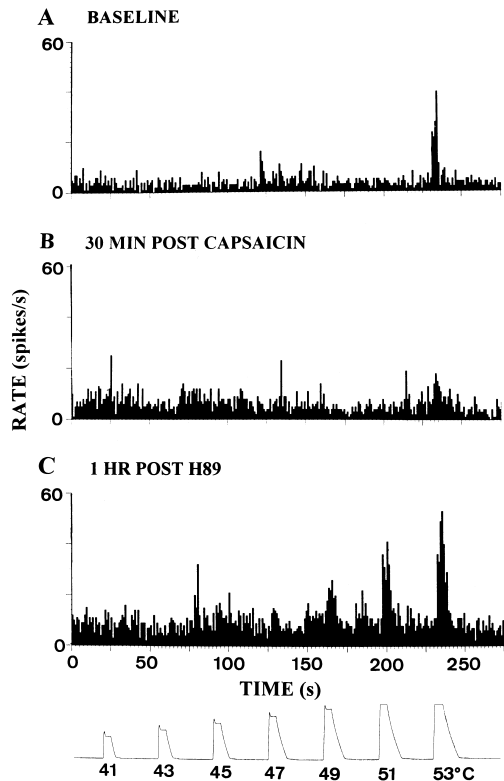 A BASELINE
60
0
B 30 MIN POST CAPSAICIN
60
0
RATE (spikes/s)
C 1 HR POST H89
60
0
0 50 100 150 200 250
TIME (s)
41 43 45 47 49 51 53°C